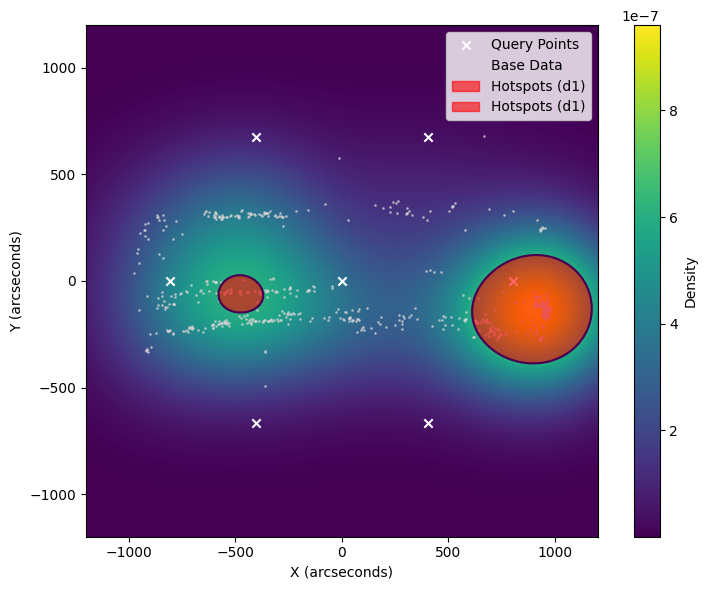 1e−7
Query Points
Base Data
Hotspots (d1)
Hotspots (d1)
1000
500
0
−500
−1000
Y (arcseconds)
−1000
−500
0
500
1000
X (arcseconds)
8
6
4
2
Density